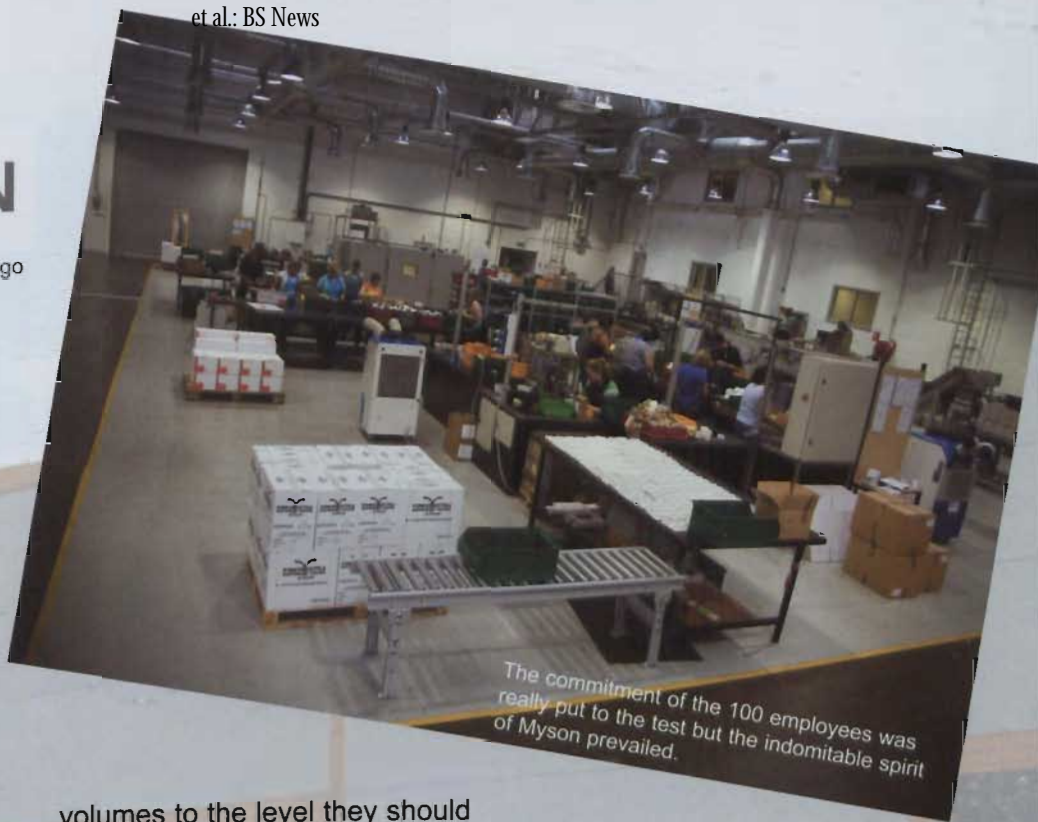 et al.: BS News
N
go
The commitment of the 100 employees was
really put to the test but the indomitable spirit
of Myson prevailed.
volumes to the level they should